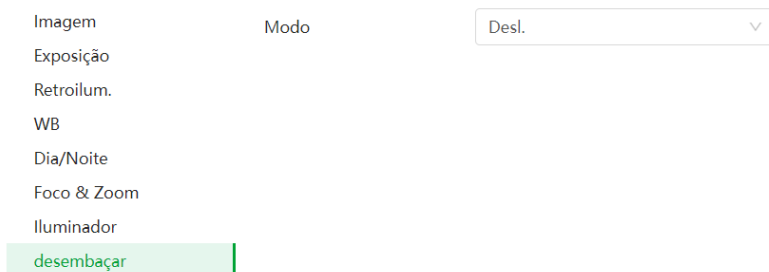 Imagem
Modo
Desl.
Exposição
Retroilum.
WB
Dia/Noite
Foco & Zoom
Iluminador
desembaçar